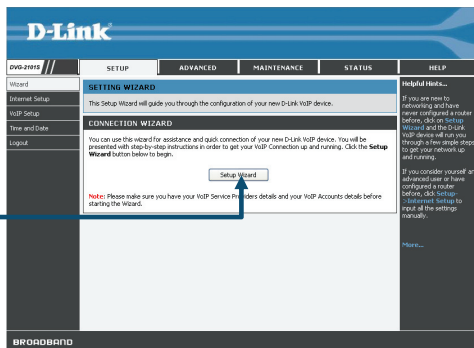 D-Link
DVG-2101S
SETUP
ADVANCED
MAINTENANCE
STATUS
HELP
Wizard
Internet Setup
VoIP Setup
Time and Date
Logout
SETTING WIZARD
This Setup Wizard will guide you through the configuration of your new D-Link VoIP device.
CONNECTION WIZARD
You can use this wizard for assistance and quick connection of your new D-Link VoIP device. You will be
presented with step-by-step instructions in order to get your VoIP Connection up and running. Click the Setup
Wizard button below to begin.
Setup Wizard
Note: Please make sure you have your VoIP Service Providers details and your VoIP Accounts details before
starting the Wizard.
Helpful Hints...
If you are new to
networking and have
never configured a router
before, click on Setup
Wizard and the D-Link
VoIP device will run you
through a few simple steps
to get your network up
and running.
If you consider yourself an
advanced user or have
configured a router
before, click Setup-
>Internet Setup to
input all the settings
manually.
More...
BROADBAND